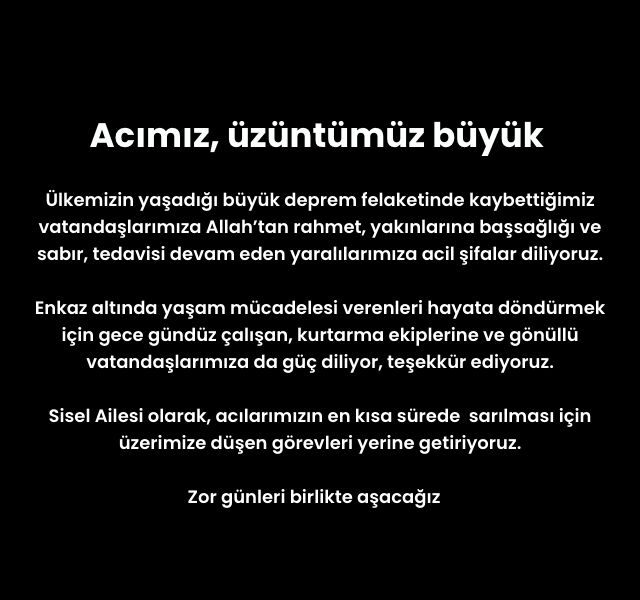 Acımız, üzüntümüz büyük
Ülkemizin yaşadığı büyük deprem felaketinde kaybettiğimiz
vatandaşlarımıza Allah’tan rahmet, yakınlarına başsağlığı ve
sabır, tedavisi devam eden yaralılarımıza acil şifalar diliyoruz.
Enkaz altında yaşam mücadelesi verenleri hayata döndürmek
için gece gündüz çalışan, kurtarma ekiplerine ve gönüllü
vatandaşlarımıza da güç diliyor, teşekkür ediyoruz.
Sisel Ailesi olarak, acılarımızın en kısa sürede  sarılması için
üzerimize düşen görevleri yerine getiriyoruz.
Zor günleri birlikte aşacağız